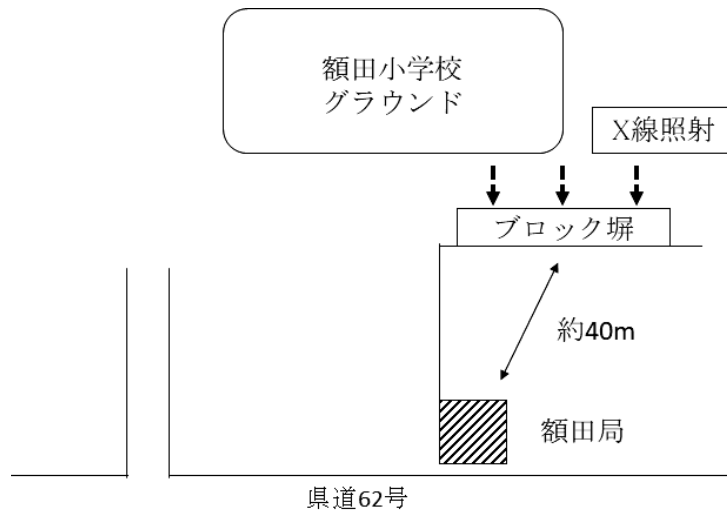 額田小学校
グラウンド
X線照射
ブロック塀
約40m
額田局
県道62号